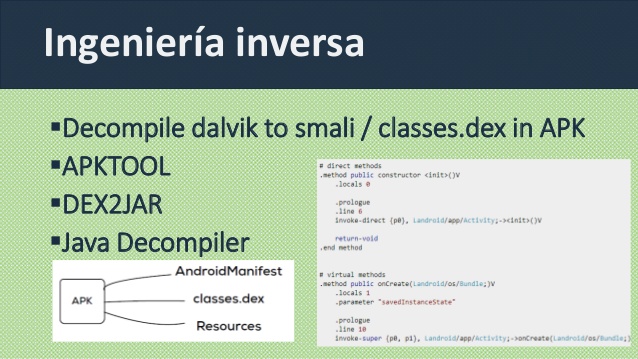 Ingeniería inversa
▪Decompile dalvik to smali / classes.dex in APK
▪APKTOOL
▪DEX2JAR
▪Java Decompiler
APK
AndroidManifest
classes.dex
Resources
# direct methods
.method public constructor <init>()V
.locals 0
.prologue
.line 6
invoke-direct {p0}, Landroid/app/Activity;-><init>()V
return-void
.end method
# virtual methods
.method public onCreate(Landroid/os/Bundle;)V
.locals 1
.parameter "savedInstanceState"
.prologue
.line 10
invoke-super {p0, p1}, Landroid/app/Activity;->onCreate(Landroid/os/Bundle;)